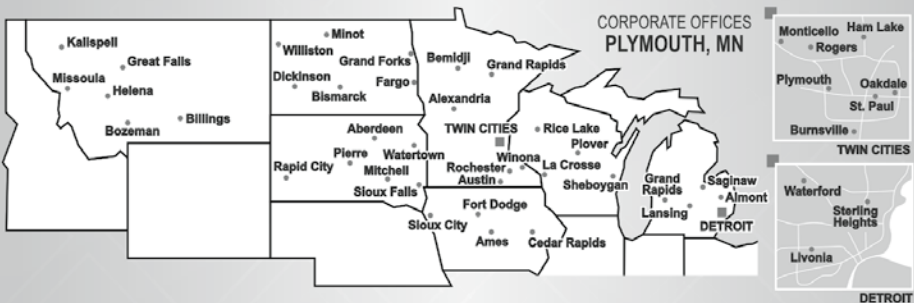 CORPORATE OFFICES
PLYMOUTH, MN
Kalispell
Great Falls
Missoula
Helena
Bozeman
Billings
Minot
Williston
Grand Forks
Dickinson
Fargo
Bismarck
Aberdeen
Pierre
Watertown
Rapid City
Mitchell
Sioux Falls
Bemidji
Grand Rapids
Alexandria
TWIN CITIES
Rochester
Winona
Austin
Rice Lake
Plover
La Crosse
Sheboygan
Fort Dodge
Sioux City
Ames
Cedar Rapids
Grand
Rapids
Saginaw
Almont
Lansing
DETROIT
Monticello
Ham Lake
Rogers
Plymouth
Oakdale
St. Paul
Burnsville
TWIN CITIES
Waterford
Sterling
Heights
Livonia
DETROIT